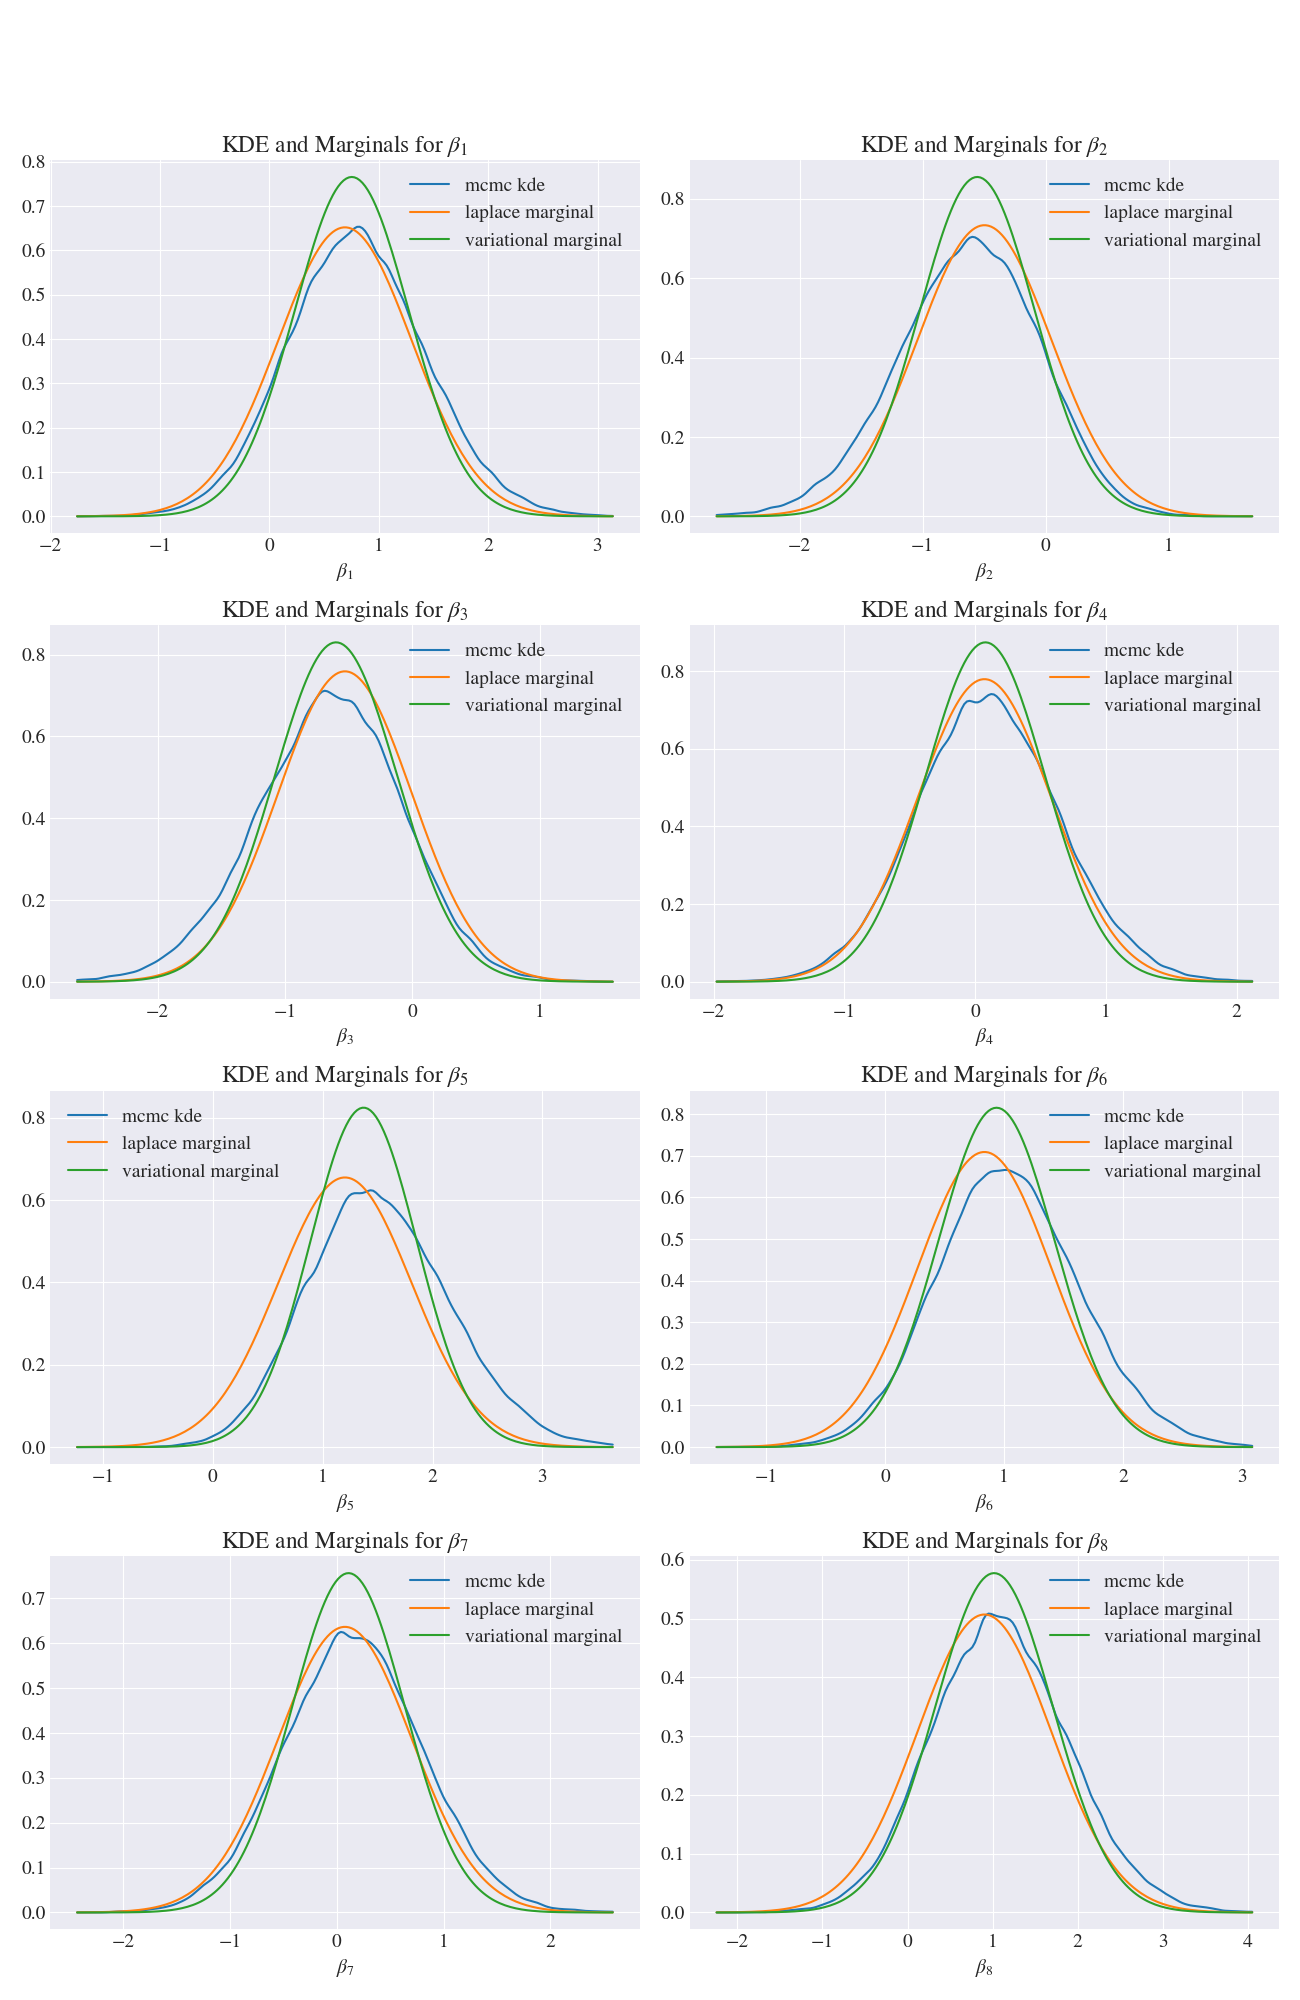 KDE and Marginals for β₁
0.8
0.7
0.6
0.5
0.4
0.3
0.2
0.1
0.0
mcmc kde
laplace marginal
variational marginal
−2 −1 0 1 2 3
β₁
KDE and Marginals for β₂
0.8
0.6
0.4
0.2
0.0
mcmc kde
laplace marginal
variational marginal
−2 −1 0 1
β₂
KDE and Marginals for β₃
0.8
0.6
0.4
0.2
0.0
mcmc kde
laplace marginal
variational marginal
−2 −1 0 1
β₃
KDE and Marginals for β₄
0.8
0.6
0.4
0.2
0.0
mcmc kde
laplace marginal
variational marginal
−2 −1 0 1 2
β₄
KDE and Marginals for β₅
0.8
0.6
0.4
0.2
0.0
mcmc kde
laplace marginal
variational marginal
−1 0 1 2 3
β₅
KDE and Marginals for β₆
0.8
0.7
0.6
0.5
0.4
0.3
0.2
0.1
0.0
mcmc kde
laplace marginal
variational marginal
−1 0 1 2 3
β₆
KDE and Marginals for β₇
0.7
0.6
0.5
0.4
0.3
0.2
0.1
0.0
mcmc kde
laplace marginal
variational marginal
−2 −1 0 1 2
β₇
KDE and Marginals for β₈
0.6
0.5
0.4
0.3
0.2
0.1
0.0
mcmc kde
laplace marginal
variational marginal
−2 −1 0 1 2 3 4
β₈